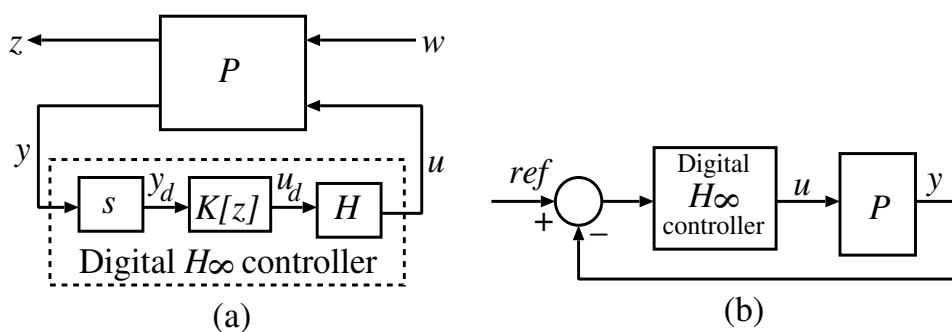 z
w
P
y
u
s
y_d
K[z]
u_d
H
Digital H∞ controller
(a)
ref
+
−
Digital
H∞
controller
u
P
y
(b)